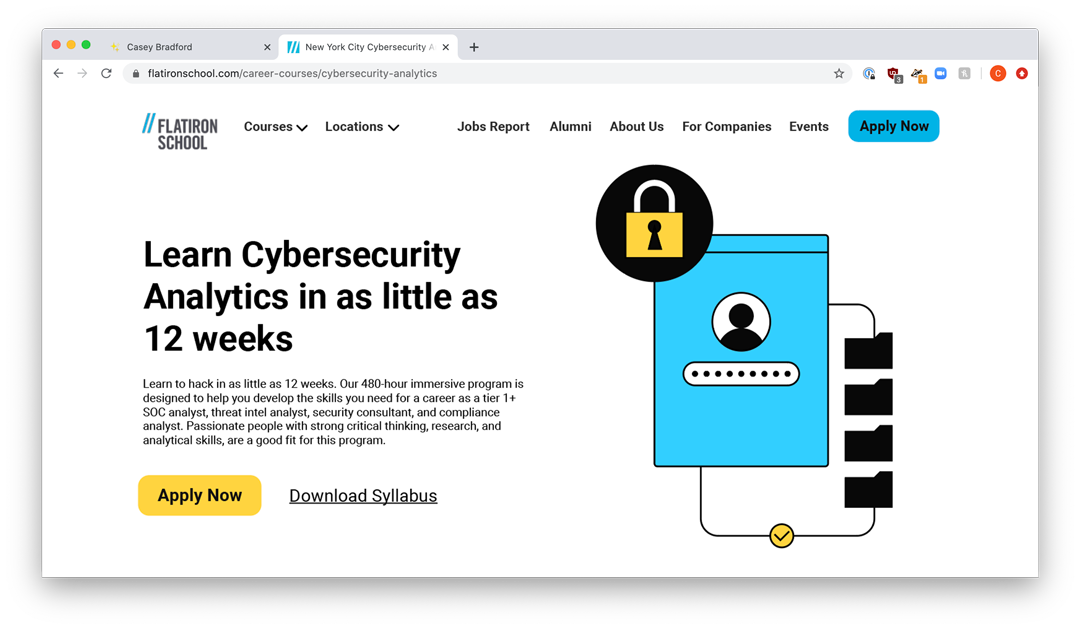 Casey Bradford
New York City Cybersecurity A
flatironschool.com/career-courses/cybersecurity-analytics
3
1
C
FLATIRON
SCHOOL
Courses
Locations
Jobs Report
Alumni
About Us
For Companies
Events
Apply Now
Learn Cybersecurity
Analytics in as little as
12 weeks
Learn to hack in as little as 12 weeks. Our 480-hour immersive program is
designed to help you develop the skills you need for a career as a tier 1+
SOC analyst, threat intel analyst, security consultant, and compliance
analyst. Passionate people with strong critical thinking, research, and
analytical skills, are a good fit for this program.
Apply Now
Download Syllabus